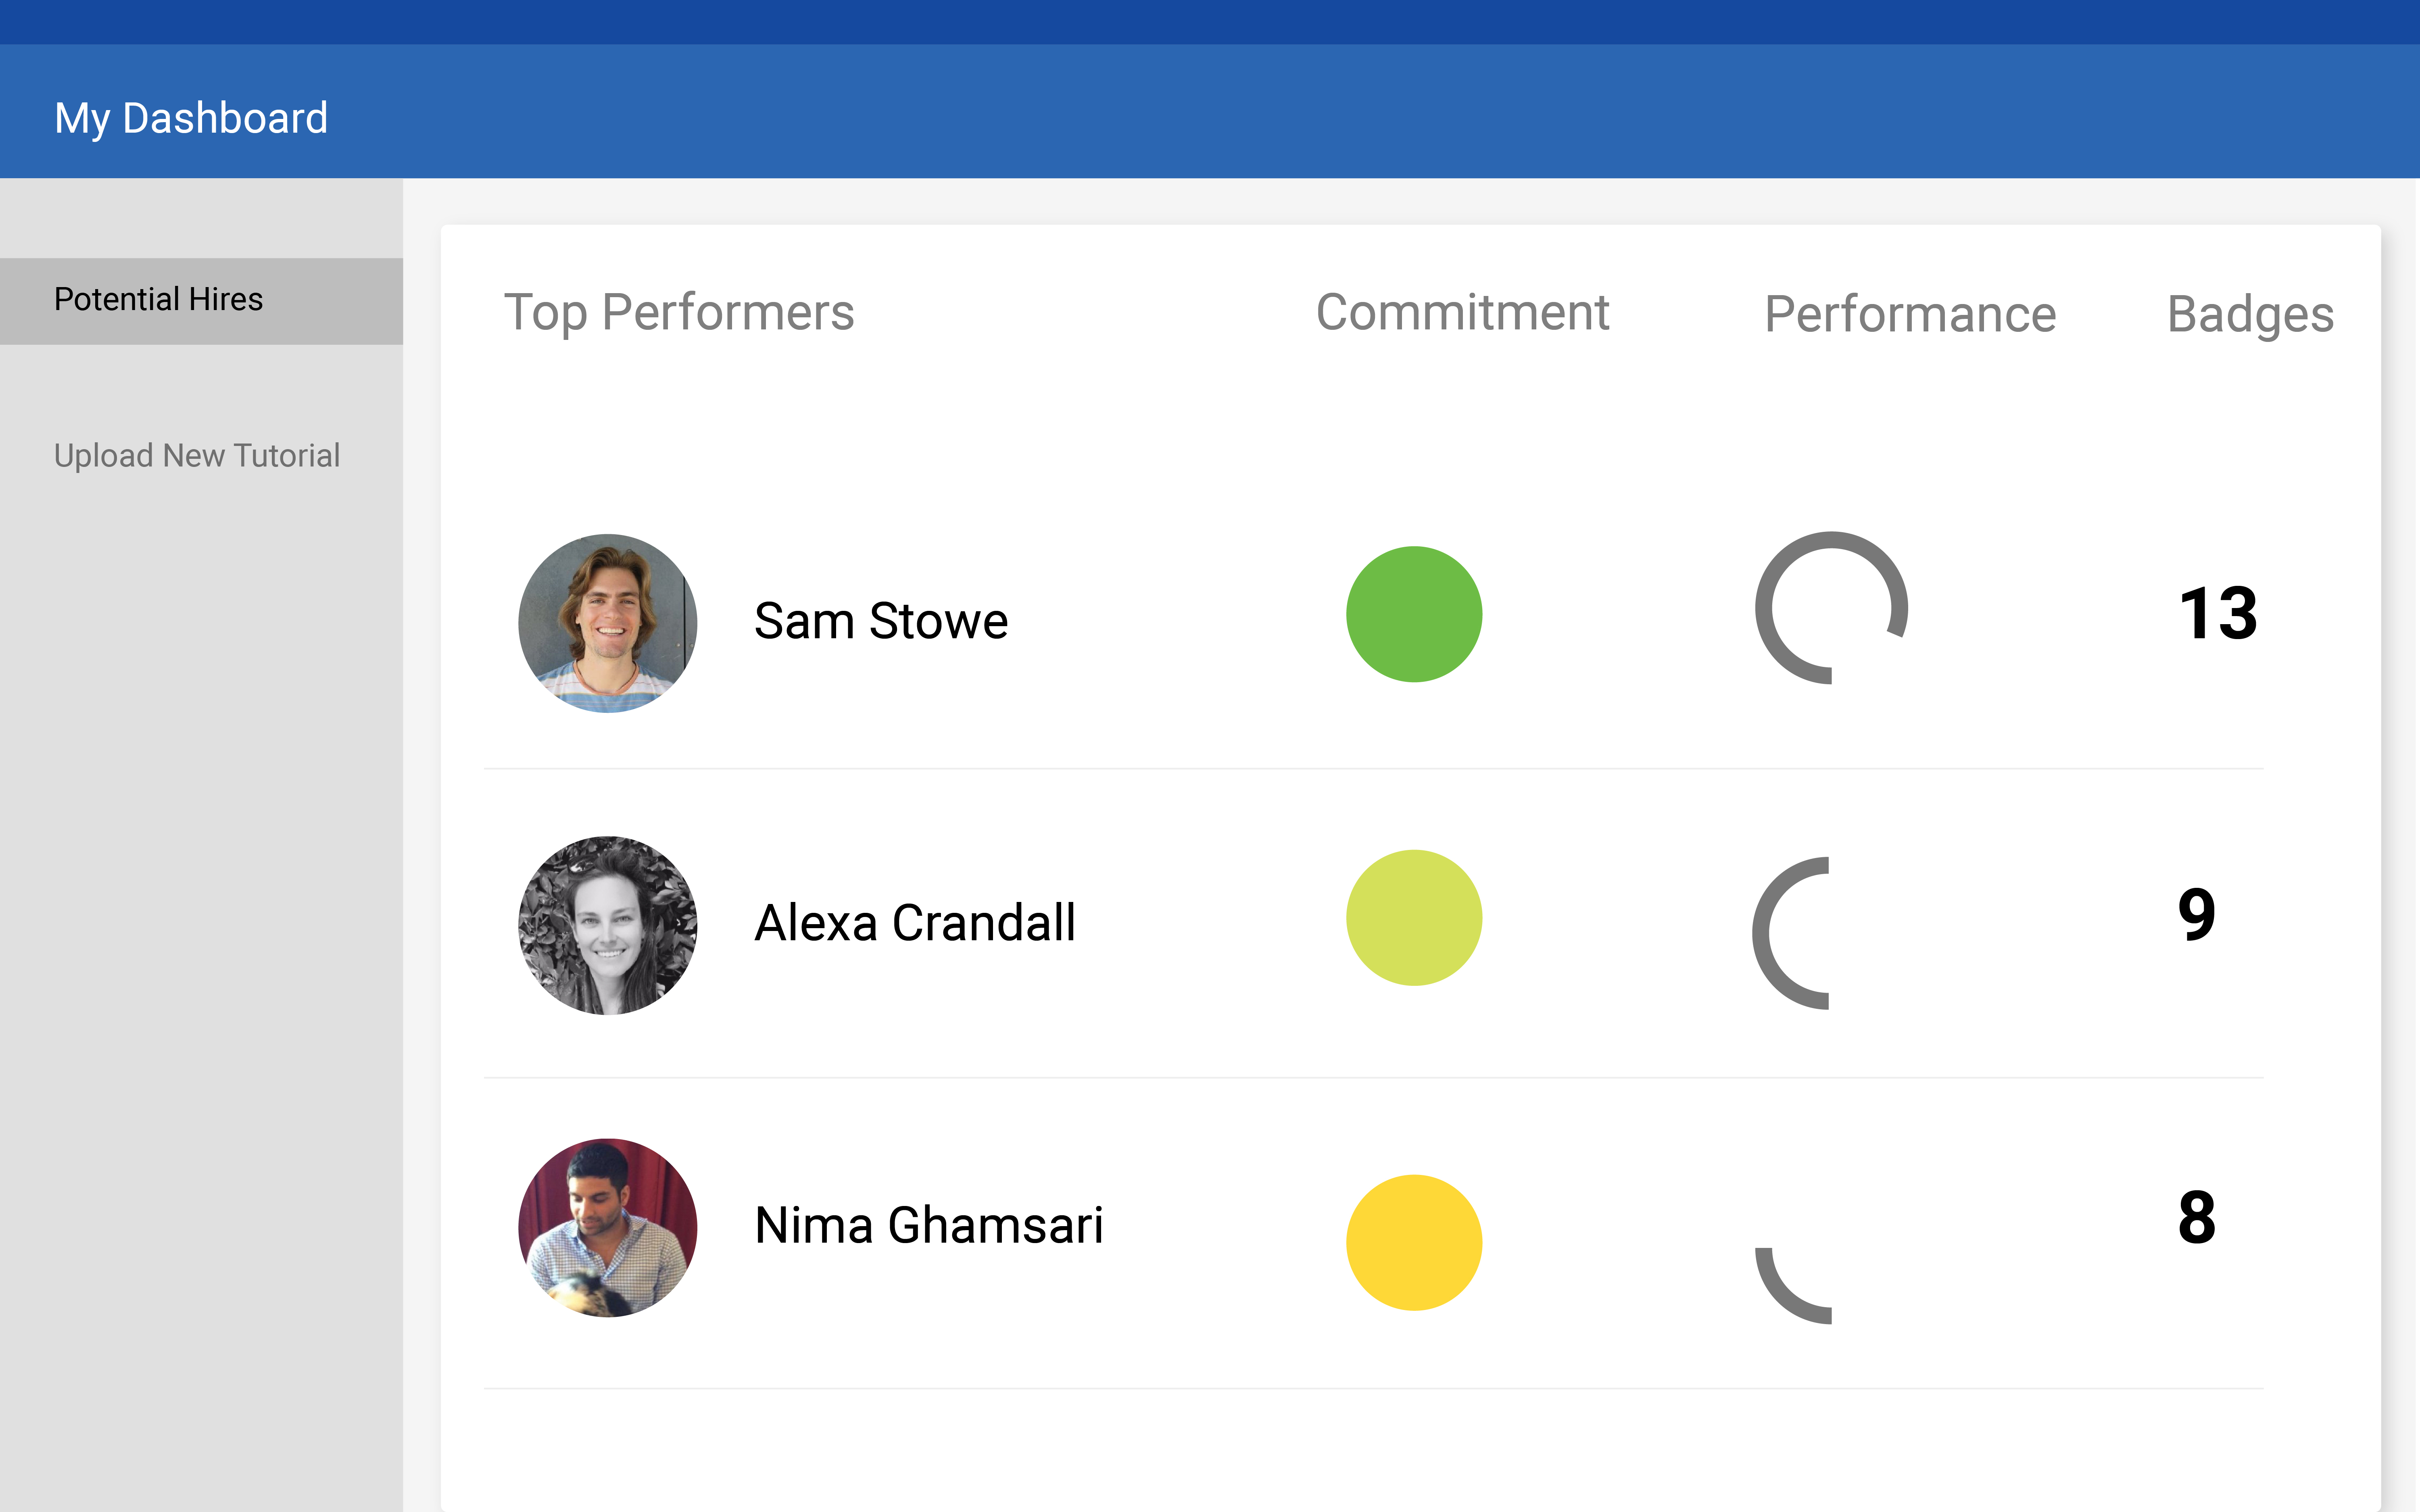 My Dashboard
Potential Hires
Upload New Tutorial
Top Performers Commitment Performance Badges
Sam Stowe 13
Alexa Crandall 9
Nima Ghamsari 8